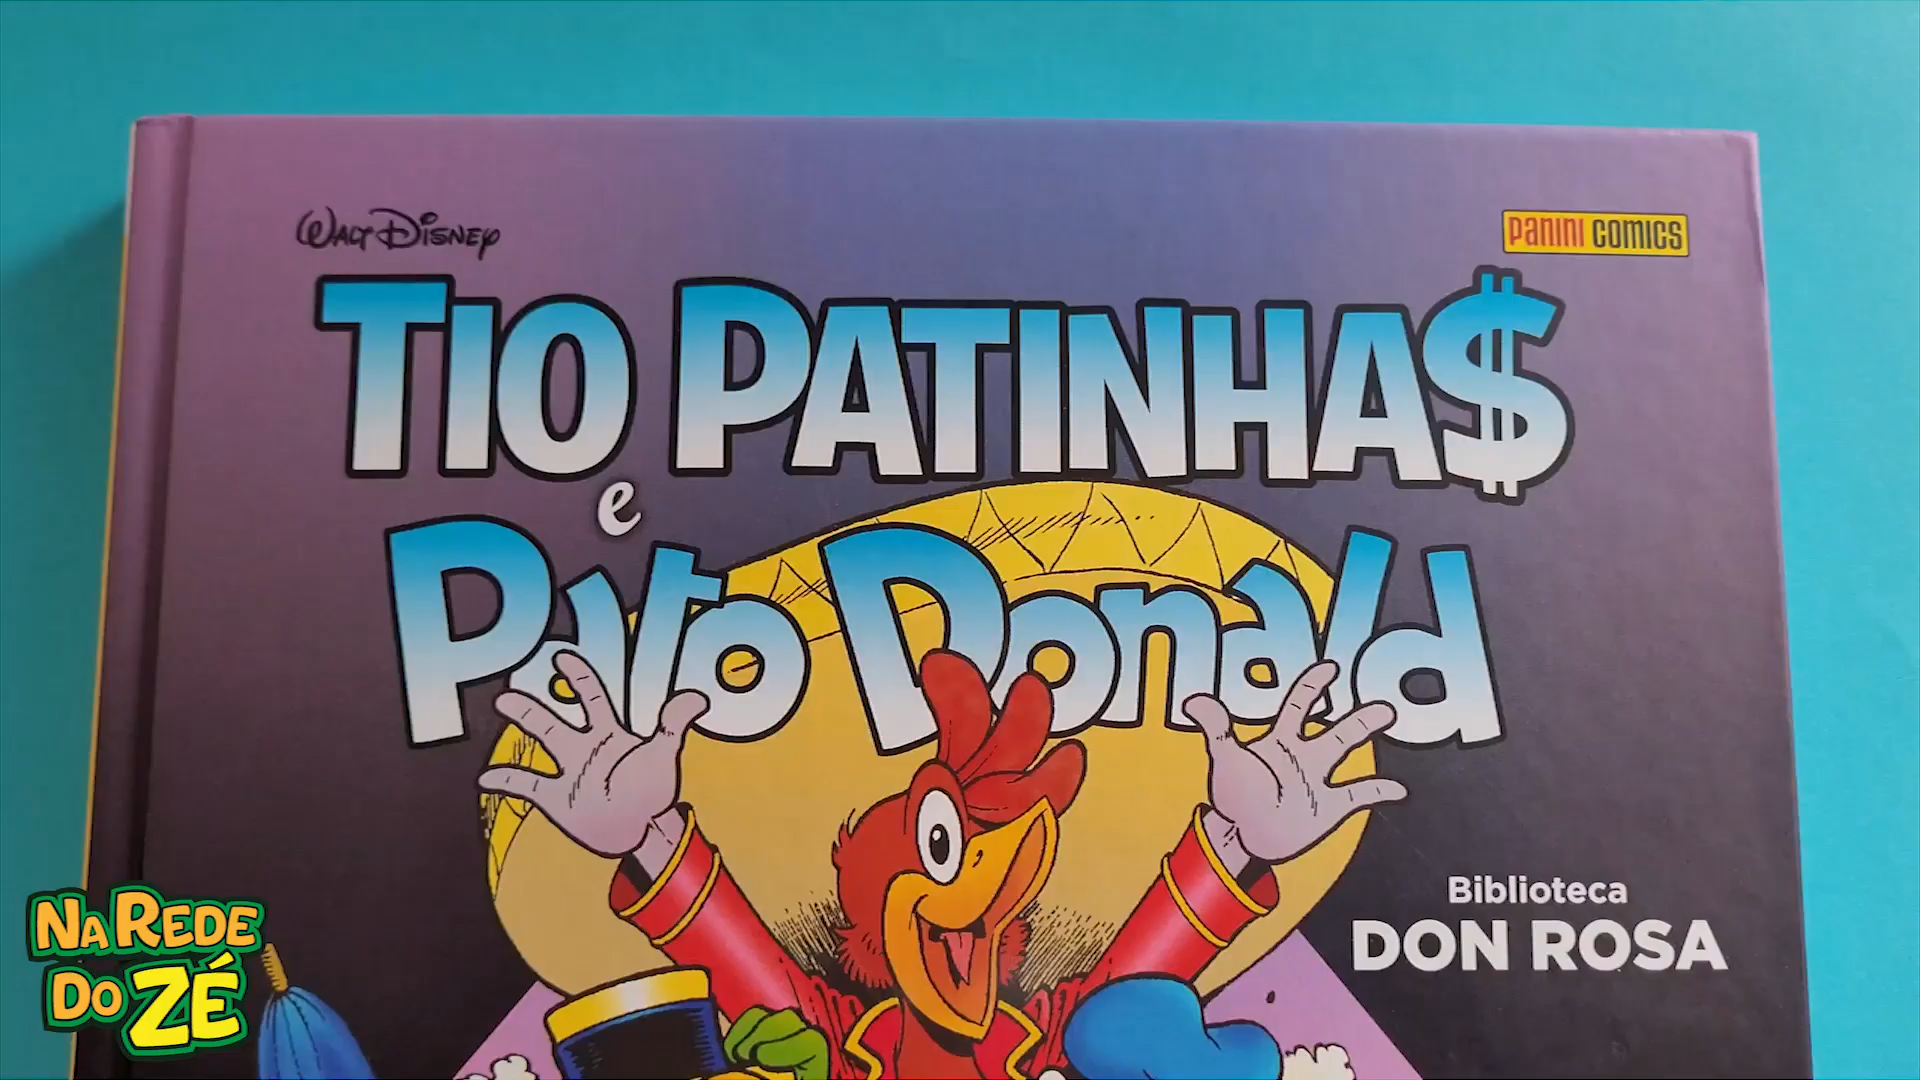 WALT DISNEY
PANINI COMICS
TIO PATINHA$
e
Pato Donald
Biblioteca
DON ROSA
NA REDE
DO ZÉ